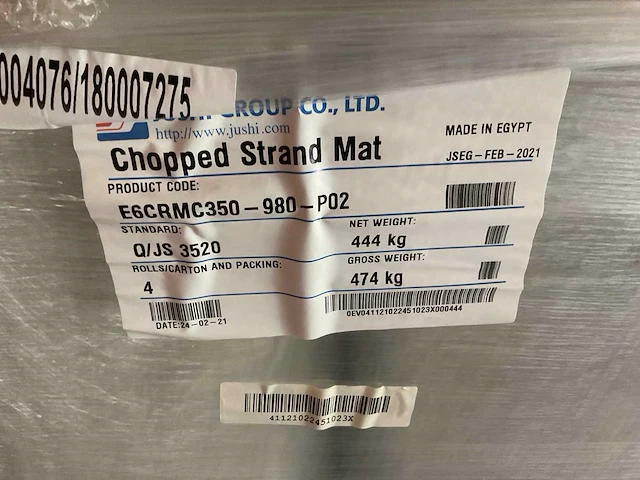 004076/180007275
JUSHI GROUP CO., LTD.
http://www.jushi.com
MADE IN EGYPT
Chopped Strand Mat
JSEG-FEB-2021
PRODUCT CODE:
E6CRMC350-980-P02
STANDARD:
NET WEIGHT:
Q/JS 3520
444 kg
ROLLS/CARTON AND PACKING:
GROSS WEIGHT:
4
474 kg
0EV041121022451023X000444
DATE:24-02-21
41121022451023X